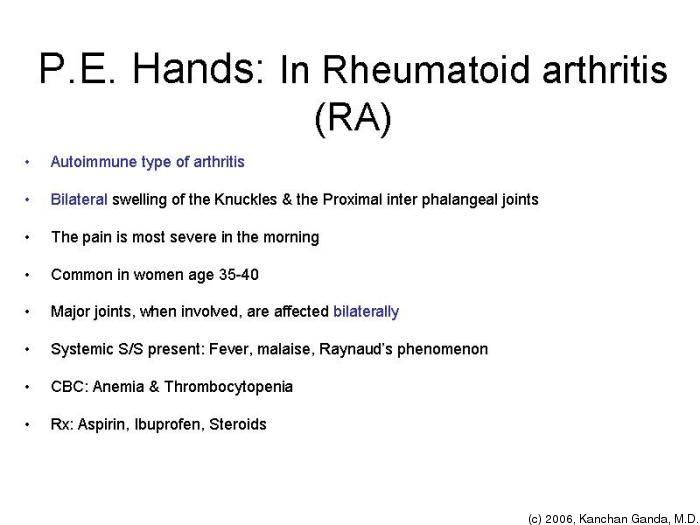 P.E. Hands: In Rheumatoid arthritis
(RA)
• Autoimmune type of arthritis
• Bilateral swelling of the Knuckles & the Proximal inter phalangeal joints
• The pain is most severe in the morning
• Common in women age 35-40
• Major joints, when involved, are affected bilaterally
• Systemic S/S present: Fever, malaise, Raynaud's phenomenon
• CBC: Anemia & Thrombocytopenia
• Rx: Aspirin, Ibuprofen, Steroids
(c) 2006, Kanchan Ganda, M.D.